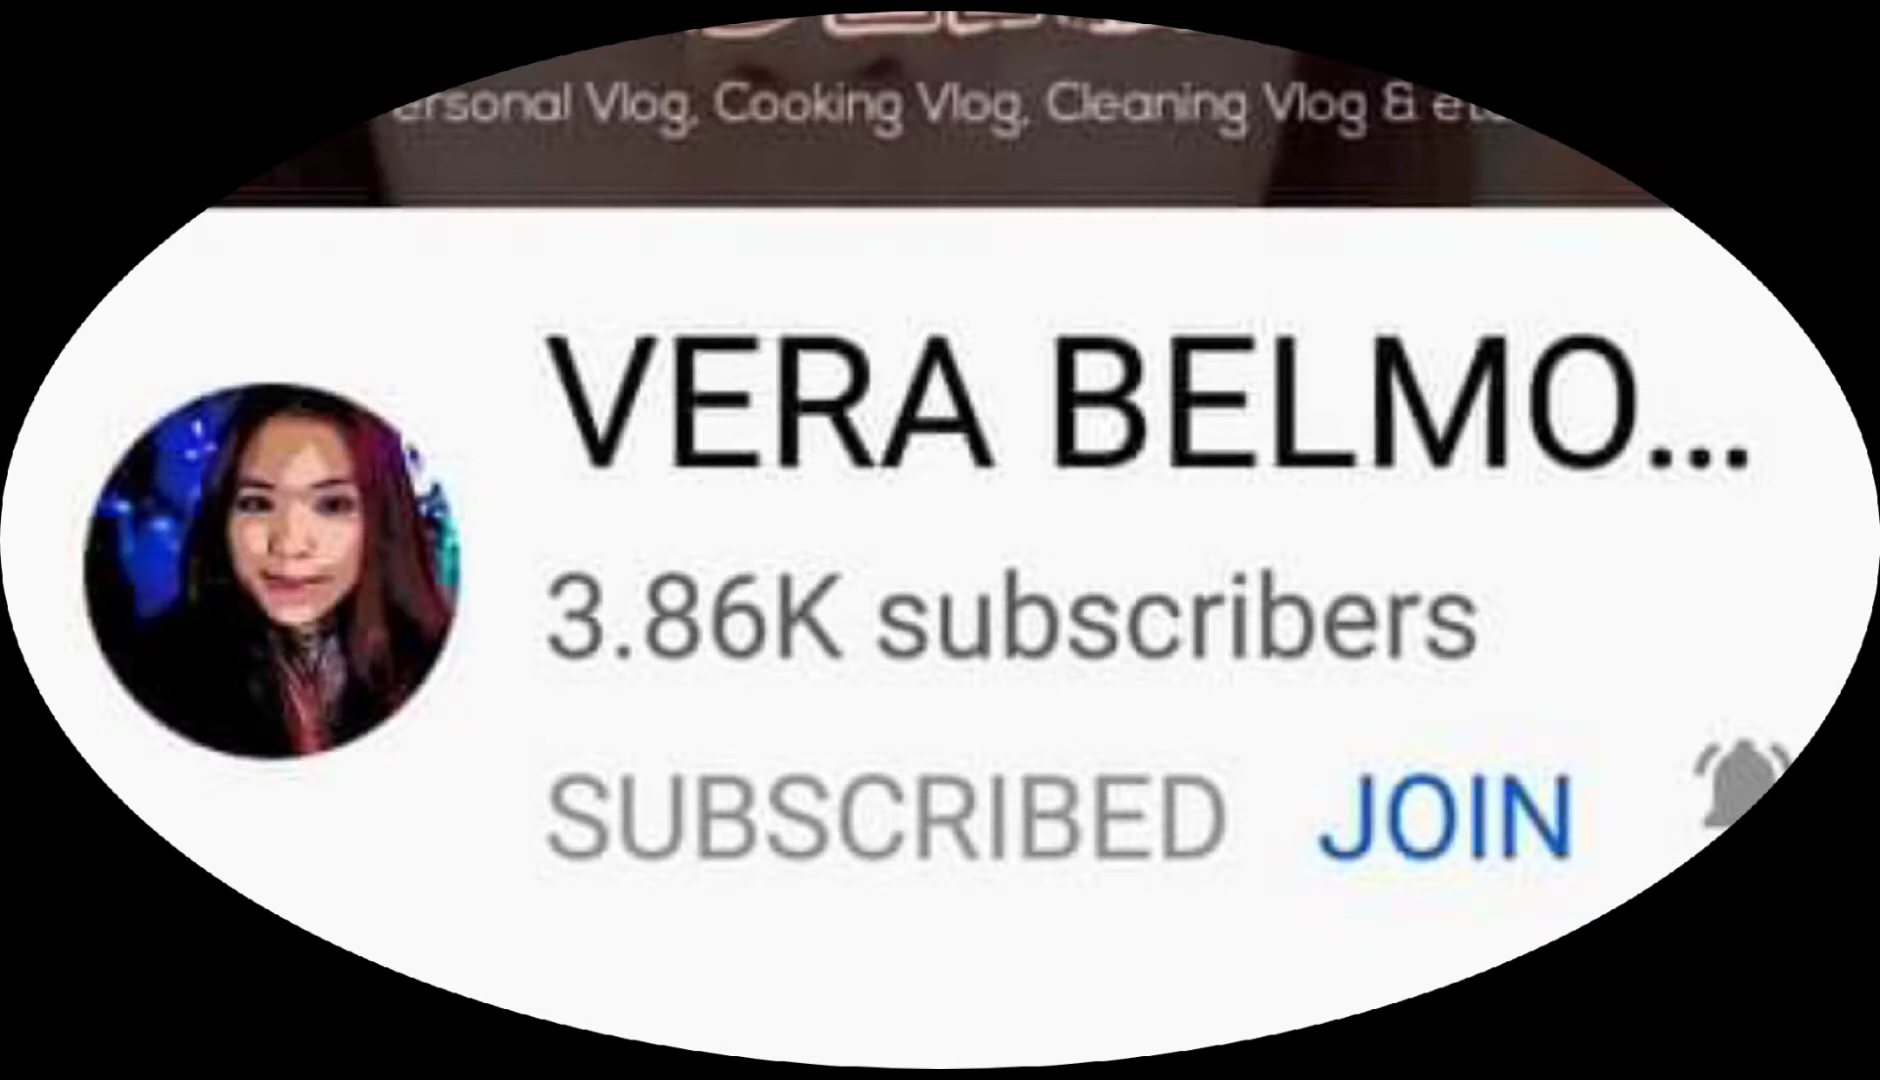 Vlog, Cooking Vlog, Cleaning Vlog &
VERA BELMO...
3.86K subscribers
SUBSCRIBED JOIN